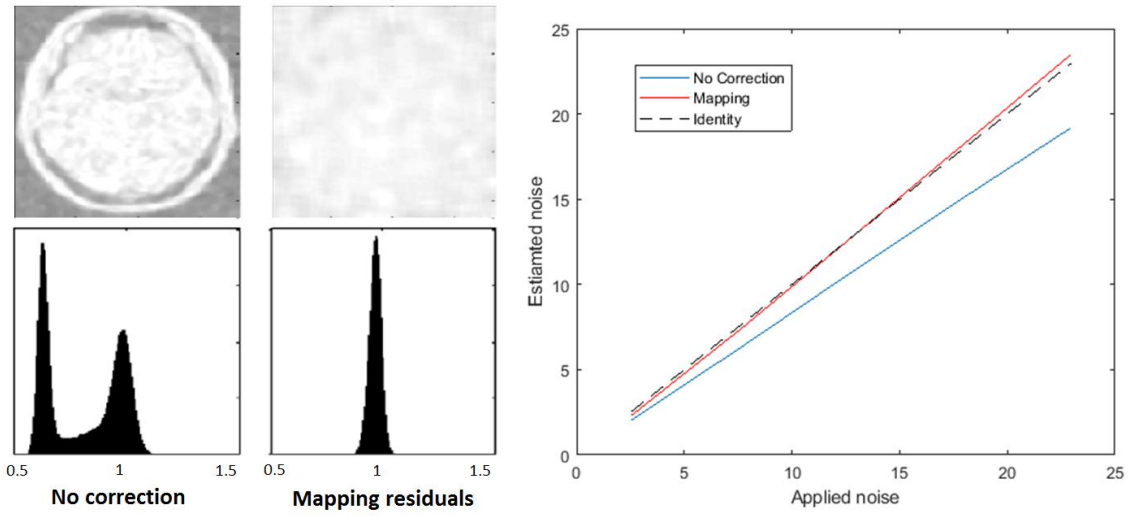 0.5 1 1.5
No correction
0.5 1 1.5
Mapping residuals
25
20
15
10
5
0
Estiamted noise
No Correction
Mapping
Identity
0 5 10 15 20 25
Applied noise